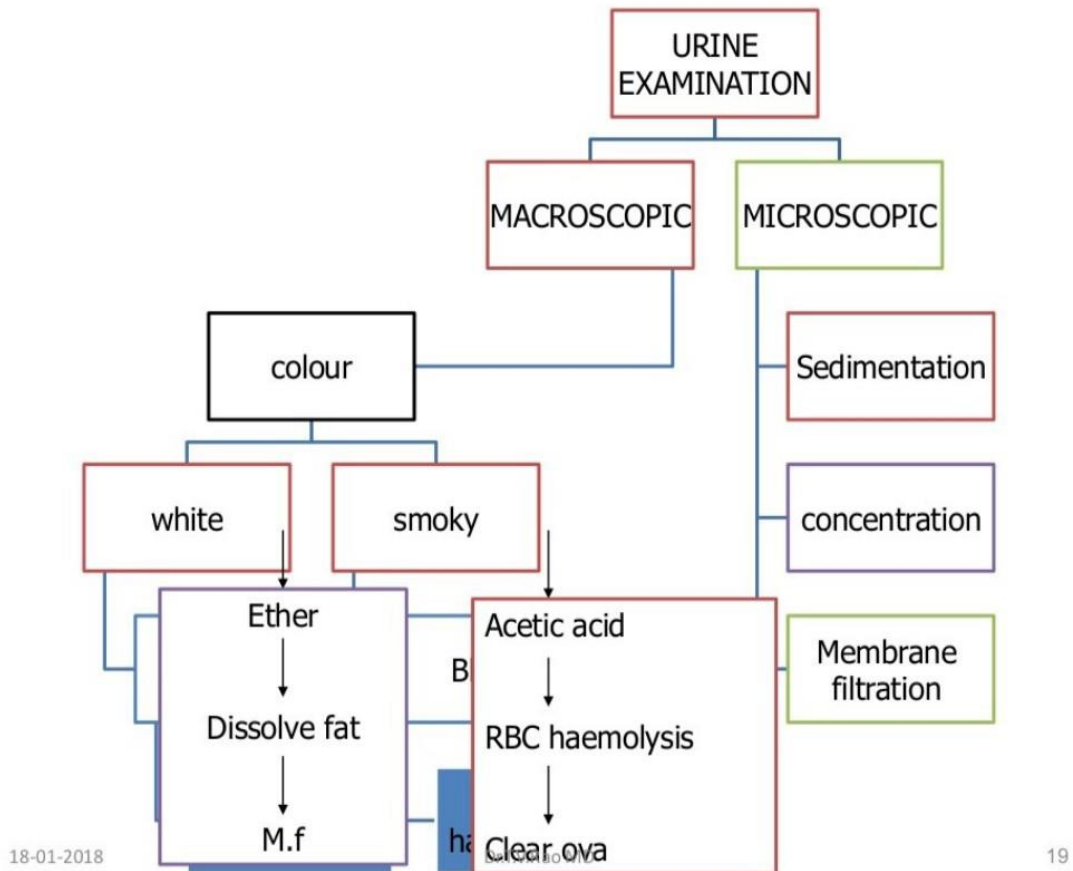 URINE
EXAMINATION
MACROSCOPIC
MICROSCOPIC
colour
Sedimentation
white
smoky
concentration
Ether
Dissolve fat
M.f
Acetic acid
RBC haemolysis
Clear ova
Membrane
filtration
18-01-2018
19